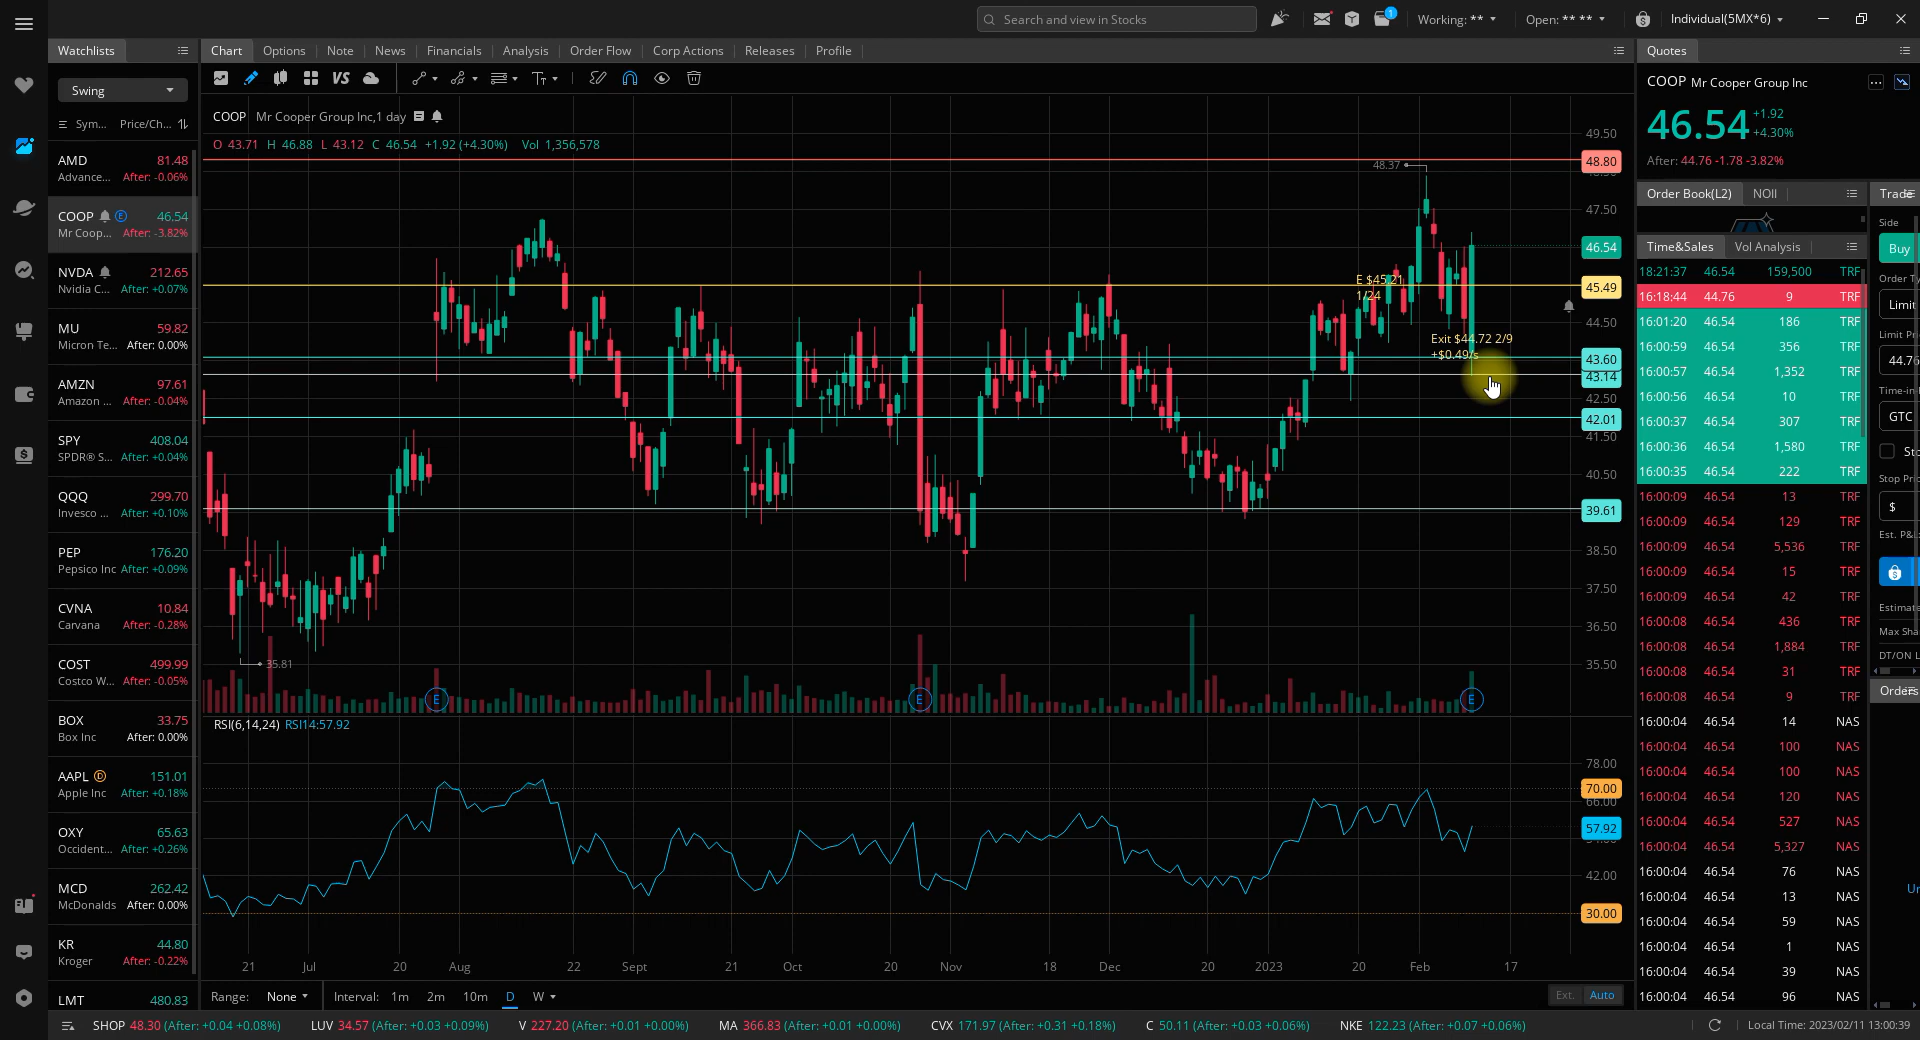 Search and view in Stocks
1
Working: **
Open: ** **
Individual(5MX*6)
Watchlists
Chart Options Note News Financials Analysis Order Flow Corp Actions Releases Profile
Quotes
Swing
VS
COOP Mr Cooper Group Inc
46.54
+1.92
+4.30%
After: 44.76 -1.78 -3.82%
Sym... Price/Ch...
COOP Mr Cooper Group Inc,1 day
O 43.71 H 46.88 L 43.12 C 46.54 +1.92 (+4.30%) Vol 1,356,578
AMD 81.48
Advance... After: -0.06%
COOP E 46.54
Mr Coop... After: -3.82%
NVDA 212.65
Nvidia C... After: +0.07%
MU 59.82
Micron Te... After: 0.00%
AMZN 97.61
Amazon ... After: -0.04%
SPY 408.04
SPDR® S... After: +0.04%
QQQ 299.70
Invesco ... After: +0.10%
PEP 176.20
Pepsico Inc After: +0.09%
CVNA 10.84
Carvana After: -0.28%
COST 499.99
Costco W... After: -0.05%
BOX 33.75
Box Inc After: 0.00%
AAPL D 151.01
Apple Inc After: +0.18%
OXY 65.63
Occident... After: +0.26%
MCD 262.42
McDonalds After: 0.00%
KR 44.80
Kroger After: -0.22%
LMT 480.83
48.37
E $45.21
1/24
Exit $44.72 2/9
+$0.49/s
35.81
E E E
49.50
48.80
47.50
46.54
45.49
44.50
43.60
43.14
42.50
42.01
41.50
40.50
39.61
38.50
37.50
36.50
35.50
RSI(6,14,24) RSI14:57.92
78.00
70.00
66.00
57.92
42.00
30.00
21 Jul 20 Aug 22 Sept 21 Oct 20 Nov 18 Dec 20 2023 20 Feb 17
Range: None Interval: 1m 2m 10m D W
Ext. Auto
Order Book(L2) NOII
Time&Sales Vol Analysis
18:21:37 46.54 159,500 TRF
16:18:44 44.76 9 TRF
16:01:20 46.54 186 TRF
16:00:59 46.54 356 TRF
16:00:57 46.54 1,352 TRF
16:00:56 46.54 10 TRF
16:00:37 46.54 307 TRF
16:00:36 46.54 1,580 TRF
16:00:35 46.54 222 TRF
16:00:09 46.54 13 TRF
16:00:09 46.54 129 TRF
16:00:09 46.54 5,536 TRF
16:00:09 46.54 15 TRF
16:00:09 46.54 42 TRF
16:00:08 46.54 436 TRF
16:00:08 46.54 1,884 TRF
16:00:08 46.54 31 TRF
16:00:08 46.54 9 TRF
16:00:04 46.54 14 NAS
16:00:04 46.54 100 NAS
16:00:04 46.54 100 NAS
16:00:04 46.54 120 NAS
16:00:04 46.54 527 NAS
16:00:04 46.54 5,327 NAS
16:00:04 46.54 76 NAS
16:00:04 46.54 13 NAS
16:00:04 46.54 59 NAS
16:00:04 46.54 1 NAS
16:00:04 46.54 39 NAS
16:00:04 46.54 96 NAS
Trade
Side
Buy
Order Ty
Limit
Limit Pri
44.76
Time-in
GTC
Sto
Stop Pric
$
Est. P&L
Estimate
Max Sha
DT/ON L
Orders
Un
SHOP 48.30 (After: +0.04 +0.08%) LUV 34.57 (After: +0.03 +0.09%) V 227.20 (After: +0.01 +0.00%) MA 366.83 (After: +0.01 +0.00%) CVX 171.97 (After: +0.31 +0.18%) C 50.11 (After: +0.03 +0.06%) NKE 122.23 (After: +0.07 +0.06%)
Local Time: 2023/02/11 13:00:39